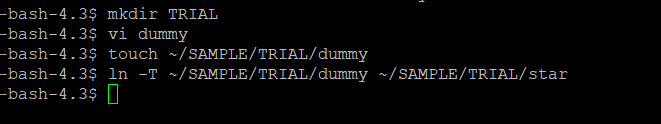 -bash-4.3$ mkdir TRIAL
-bash-4.3$ vi dummy
-bash-4.3$ touch ~/SAMPLE/TRIAL/dummy
-bash-4.3$ ln -T ~/SAMPLE/TRIAL/dummy ~/SAMPLE/TRIAL/star
-bash-4.3$